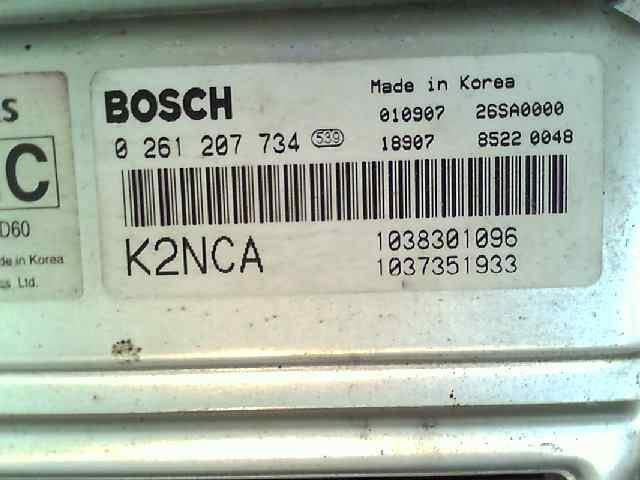 BOSCH
Made in Korea
010907 26SA0000
0 261 207 734 539 18907 8522 0048
K2NCA
1038301096
1037351933
C
D60
de in Korea
ss Ltd.